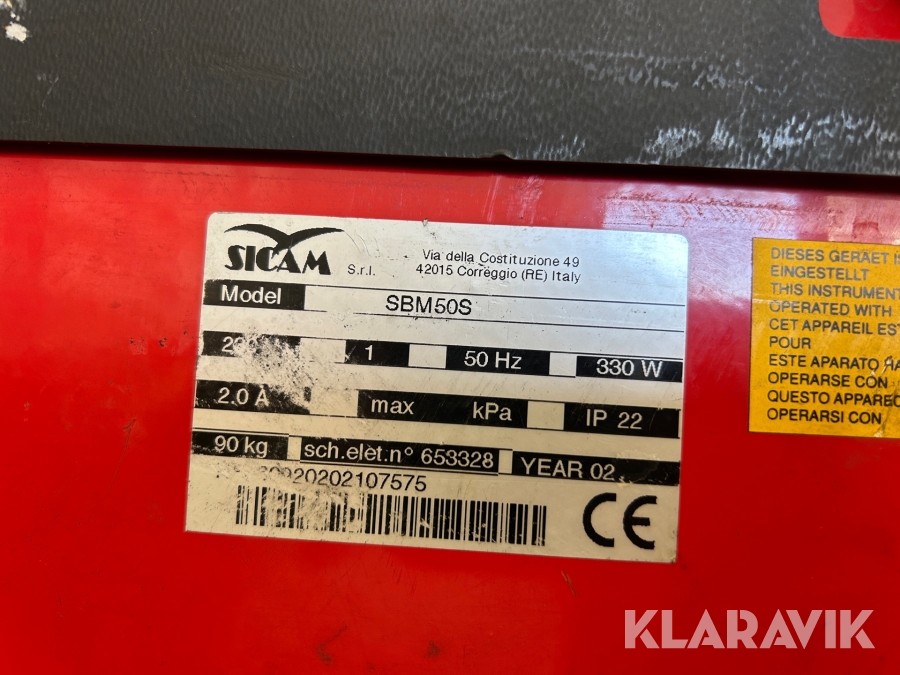 SICAM S.r.l.
Via della Costituzione 49
42015 Correggio (RE) Italy
Model SBM50S
1 50 Hz 330 W
2.0 A max kPa IP 22
90 kg sch.elet.n° 653328 YEAR 02
20202107575
CE
DIESES GERAET IS
EINGESTELLT
THIS INSTRUMENT
OPERATED WITH
CET APPAREIL EST
POUR
ESTE APARATO HA
OPERARSE CON
QUESTO APPAREC
OPERARSI CON
KLARAVIK